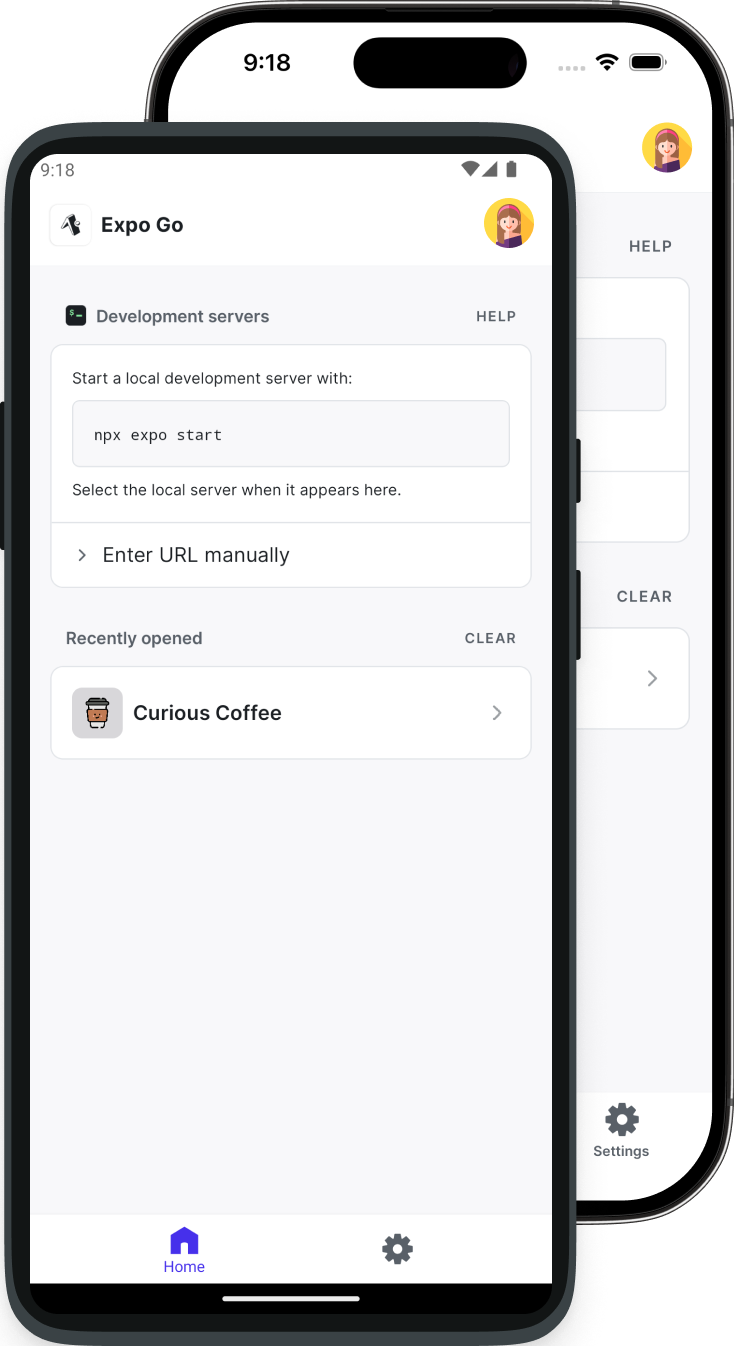 9:18
HELP
CLEAR
Settings
9:18
Expo Go
$
Development servers
HELP
Start a local development server with:
npx expo start
Select the local server when it appears here.
Enter URL manually
Recently opened
CLEAR
Curious Coffee
Home